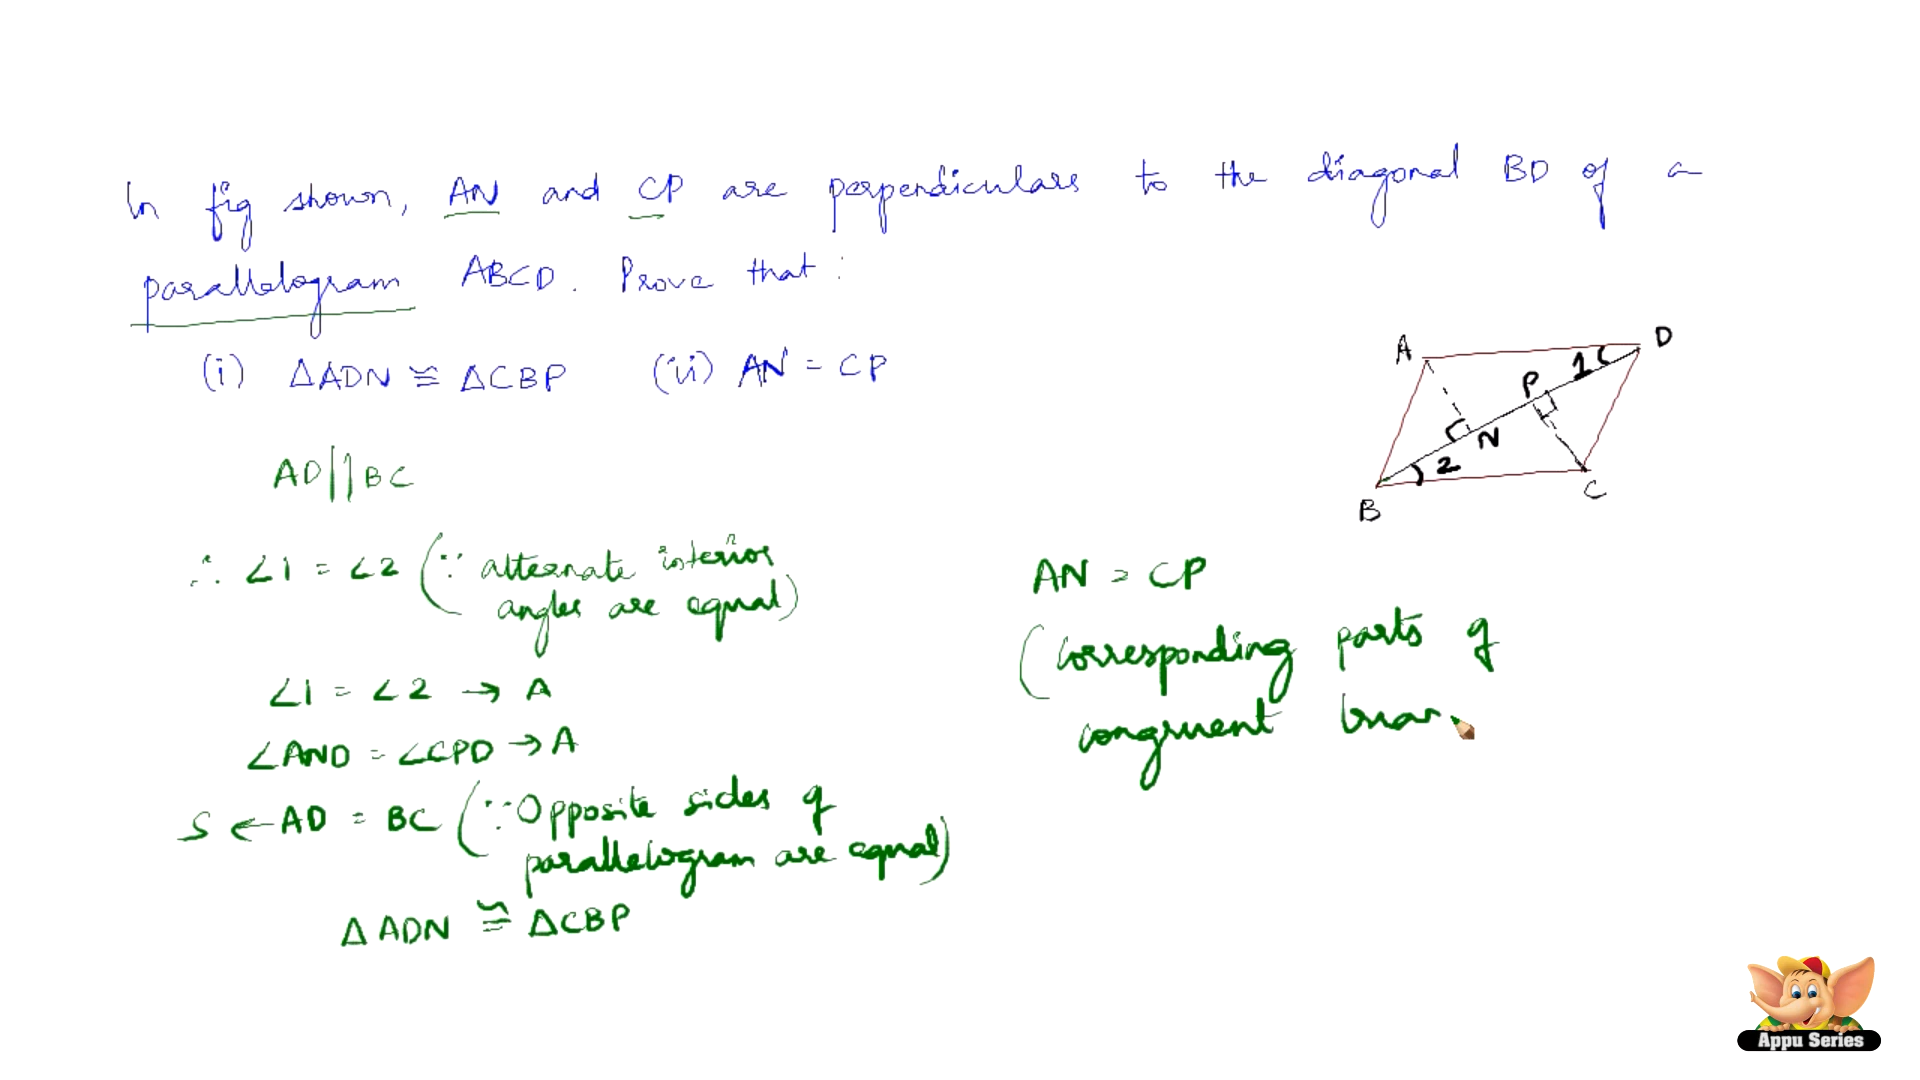 In fig shown, AN and CP are perpendiculars to the diagonal BD of a
parallelogram ABCD. Prove that :
(i) ΔADN ≅ ΔCBP (ii) AN = CP
A D P 1 N 2 B C
AD || BC
∴ ∠1 = ∠2 (∵ alternate interior
angles are equal)
∠1 = ∠2 → A
∠AND = ∠CPD → A
S ← AD = BC (∵ Opposite sides of
parallelogram are equal)
Δ ADN ≅ ΔCBP
AN = CP
(corresponding parts of
congruent
Appu Series